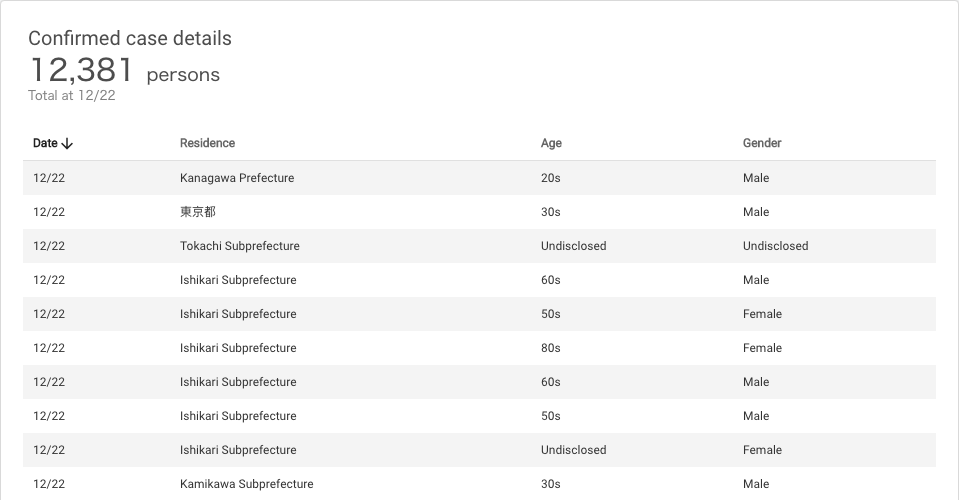 Confirmed case details
12,381 persons
Total at 12/22
Date Residence Age Gender
12/22 Kanagawa Prefecture 20s Male
12/22 東京都 30s Male
12/22 Tokachi Subprefecture Undisclosed Undisclosed
12/22 Ishikari Subprefecture 60s Male
12/22 Ishikari Subprefecture 50s Female
12/22 Ishikari Subprefecture 80s Female
12/22 Ishikari Subprefecture 60s Male
12/22 Ishikari Subprefecture 50s Male
12/22 Ishikari Subprefecture Undisclosed Female
12/22 Kamikawa Subprefecture 30s Male